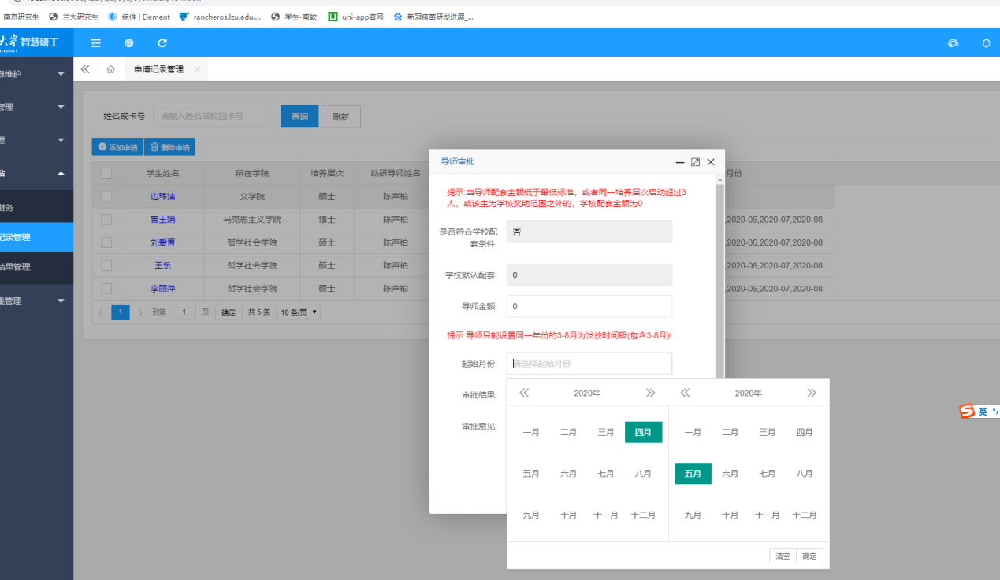 南京研究生 兰大研究生 组件 | Element rancheros.lzu.edu.... 学生-南软 uni-app官网 新冠疫苗研发进展_...
智慧研工
申请记录管理
息维护
管理
理
站
财务
记录管理
结果管理
集管理
姓名或卡号 请输入姓名或校园卡号 查询 刷新
添加申请 删除申请
学生姓名 所在学院 培养层次 助研导师姓名 月份
边玮洁 文学院 硕士 陈声柏
曾玉娟 马克思主义学院 博士 陈声柏 ,2020-06,2020-07,2020-08
刘爱青 哲学社会学院 硕士 陈声柏 ,2020-06,2020-07,2020-08
王乐 哲学社会学院 硕士 陈声柏 ,2020-06,2020-07,2020-08
李丽萍 哲学社会学院 硕士 陈声柏 ,2020-06,2020-07,2020-08
1 到第 1 页 确定 共 5 条 10 条/页
导师审批
提示:当导师配套金额低于最低标准，或者同一培养层次启动超过3
人，或该生为学校奖助范围之外的，学校配套金额为0
是否符合学校配
套条件: 否
学校默认配套: 0
导师金额: 0
提示:导师只能设置同一年份的3-8月为发放时间段(包含3-8月)!
起始月份: 请选择起始月份
审批结果:
审批意见:
2020年 2020年
一月 二月 三月 四月 一月 二月 三月 四月
五月 六月 七月 八月 五月 六月 七月 八月
九月 十月 十一月 十二月 九月 十月 十一月 十二月
清空 确定
英